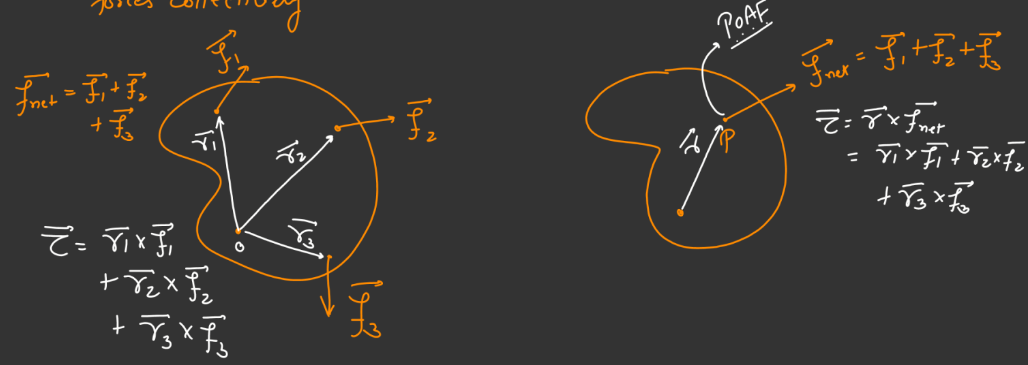 forces collectively
$\vec{f}_{net} = \vec{f}_1 + \vec{f}_2$
$+ \vec{f}_3$
$\vec{f}_1$
$\vec{r}_1$
$\vec{r}_2$
$\vec{f}_2$
$\vec{r}_3$
O
$\vec{f}_3$
$\vec{\tau} = \vec{r}_1 \times \vec{f}_1$
$+ \vec{r}_2 \times \vec{f}_2$
$+ \vec{r}_3 \times \vec{f}_3$
POAF
$\vec{f}_{net} = \vec{f}_1 + \vec{f}_2 + \vec{f}_3$
$\vec{r}$
P
$\vec{\tau} = \vec{r} \times \vec{f}_{net}$
$= \vec{r}_1 \times \vec{f}_1 + \vec{r}_2 \times \vec{f}_2$
$+ \vec{r}_3 \times \vec{f}_3$